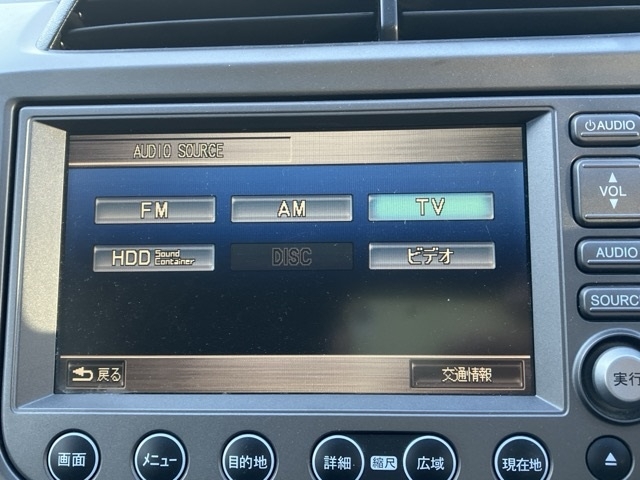 AUDIO SOURCE
FM AM TV
HDD Sound Container DISC ビデオ
戻る 交通情報
AUDIO
VOL
AUDIO
SOURC
実行
画面 メニュー 目的地 詳細 縮尺 広域 現在地